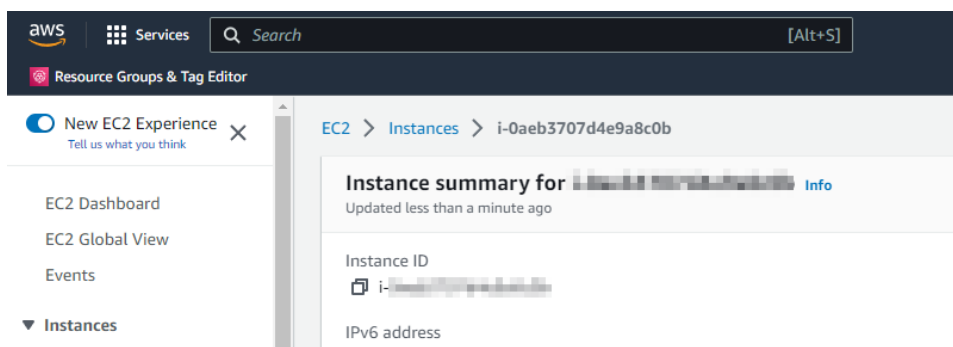 aws Services Search [Alt+S]
Resource Groups & Tag Editor
New EC2 Experience
Tell us what you think
EC2 Dashboard
EC2 Global View
Events
Instances
EC2 > Instances > i-0aeb3707d4e9a8c0b
Instance summary for Info
Updated less than a minute ago
Instance ID
i-
IPv6 address